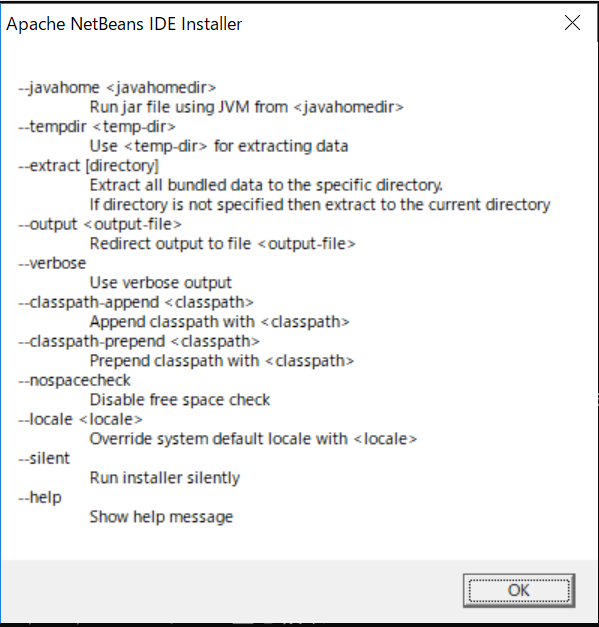 Apache NetBeans IDE Installer
--javahome <javahomedir>
Run jar file using JVM from <javahomedir>
--tempdir <temp-dir>
Use <temp-dir> for extracting data
--extract [directory]
Extract all bundled data to the specific directory.
If directory is not specified then extract to the current directory
--output <output-file>
Redirect output to file <output-file>
--verbose
Use verbose output
--classpath-append <classpath>
Append classpath with <classpath>
--classpath-prepend <classpath>
Prepend classpath with <classpath>
--nospacecheck
Disable free space check
--locale <locale>
Override system default locale with <locale>
--silent
Run installer silently
--help
Show help message
OK